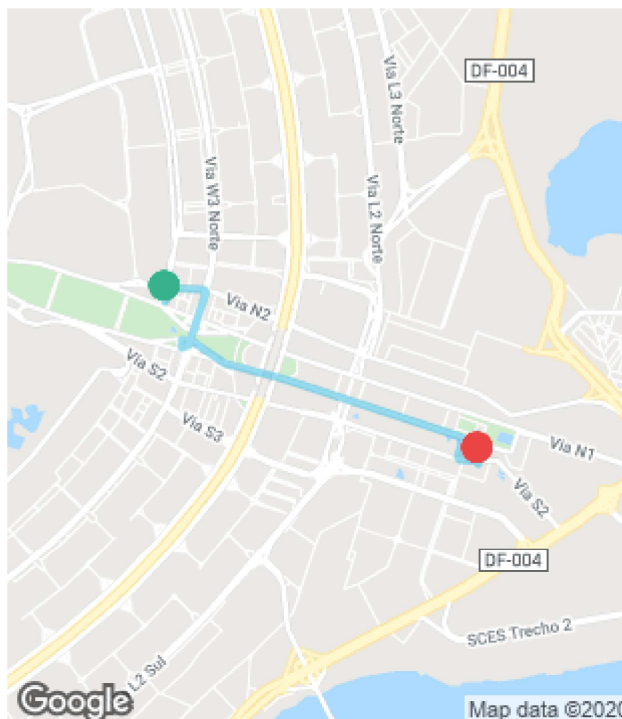 DF-004
Via L3 Norte
Via W3 Norte
Via L2 Norte
Via N2
Via S2
Via S3
Via N1
Via S2
DF-004
SCES Trecho 2
L2 Sul
Google
Map data ©2020